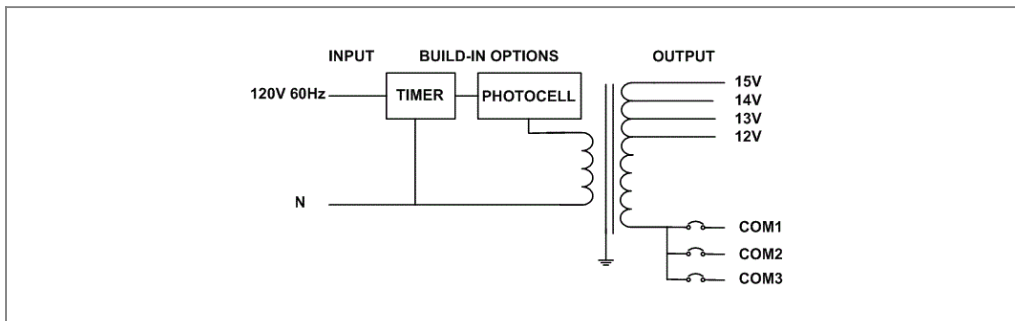 INPUT
BUILD-IN OPTIONS
OUTPUT
120V 60Hz
TIMER
PHOTOCELL
15V
14V
13V
12V
N
COM1
COM2
COM3